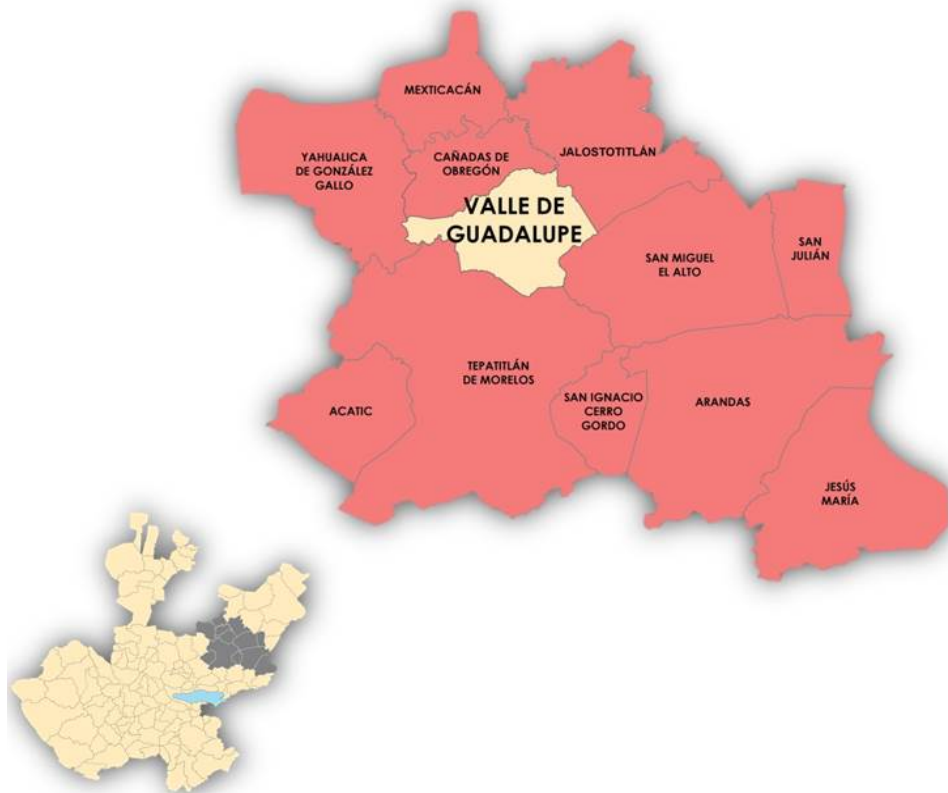 MEXTICACÁN
YAHUALICA
DE GONZÁLEZ
GALLO
CAÑADAS DE
OBREGÓN
JALOSTOTITLÁN
VALLE DE
GUADALUPE
SAN MIGUEL
EL ALTO
SAN
JULIÁN
TEPATITLÁN
DE MORELOS
ACATIC
SAN IGNACIO
CERRO
GORDO
ARANDAS
JESÚS
MARÍA